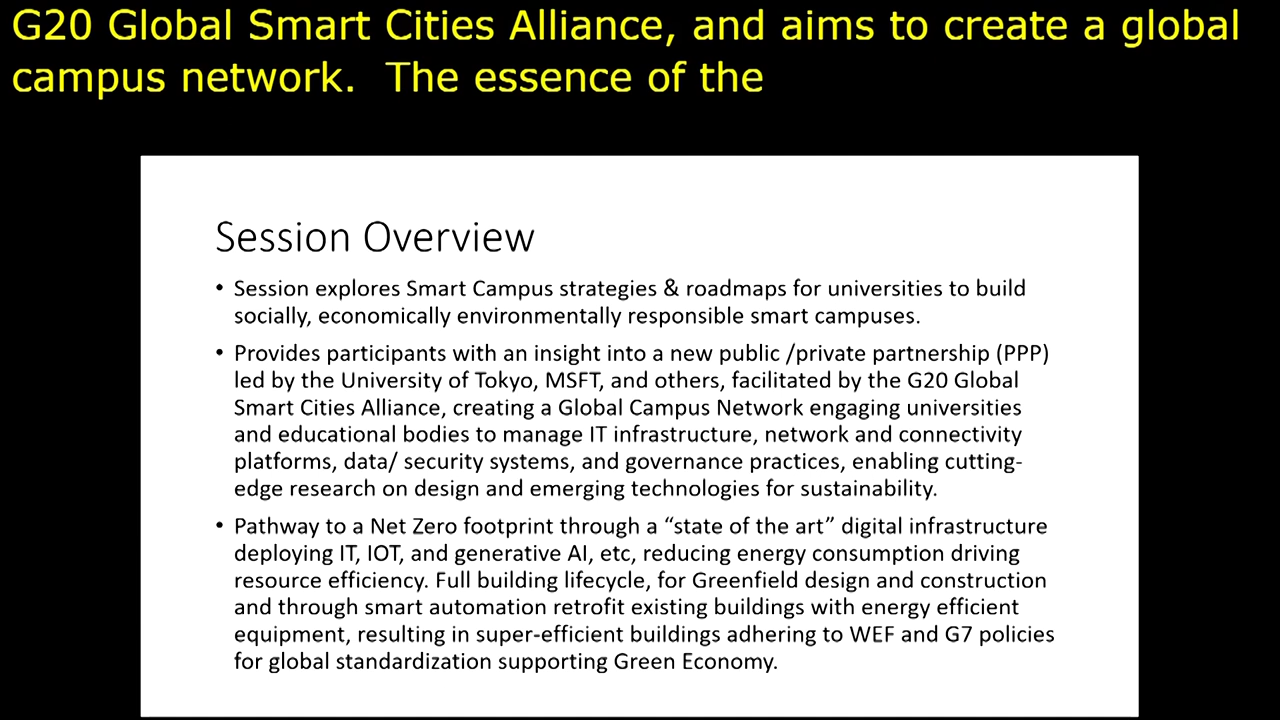 G20 Global Smart Cities Alliance, and aims to create a global
campus network.  The essence of the
Session Overview
• Session explores Smart Campus strategies & roadmaps for universities to build
socially, economically environmentally responsible smart campuses.
• Provides participants with an insight into a new public /private partnership (PPP)
led by the University of Tokyo, MSFT, and others, facilitated by the G20 Global
Smart Cities Alliance, creating a Global Campus Network engaging universities
and educational bodies to manage IT infrastructure, network and connectivity
platforms, data/ security systems, and governance practices, enabling cutting-
edge research on design and emerging technologies for sustainability.
• Pathway to a Net Zero footprint through a “state of the art” digital infrastructure
deploying IT, IOT, and generative AI, etc, reducing energy consumption driving
resource efficiency. Full building lifecycle, for Greenfield design and construction
and through smart automation retrofit existing buildings with energy efficient
equipment, resulting in super-efficient buildings adhering to WEF and G7 policies
for global standardization supporting Green Economy.